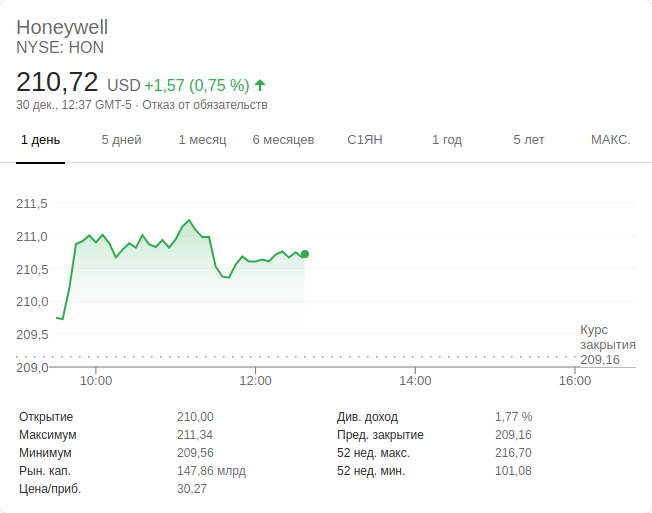 Honeywell
NYSE: HON
210,72 USD +1,57 (0,75 %)
30 дек., 12:37 GMT-5 · Отказ от обязательств
1 день 5 дней 1 месяц 6 месяцев С1ЯН 1 год 5 лет МАКС.
211,5
211,0
210,5
210,0
209,5
209,0
Курс
закрытия
209,16
10:00 12:00 14:00 16:00
Открытие 210,00 Див. доход 1,77 %
Максимум 211,34 Пред. закрытие 209,16
Минимум 209,56 52 нед. макс. 216,70
Рын. кап. 147,86 млрд 52 нед. мин. 101,08
Цена/приб. 30,27